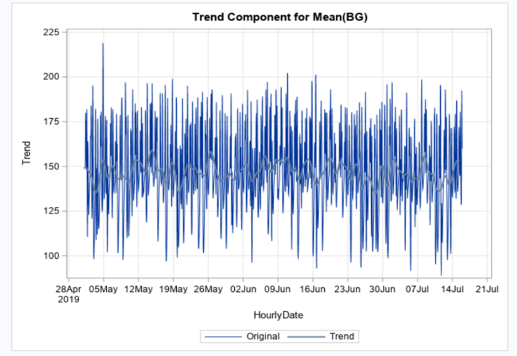 Trend Component for Mean(BG)
225
200
175
150
125
100
Trend
28Apr 05May 12May 19May 26May 02Jun 09Jun 16Jun 23Jun 30Jun 07Jul 14Jul 21Jul
2019
HourlyDate
Original Trend